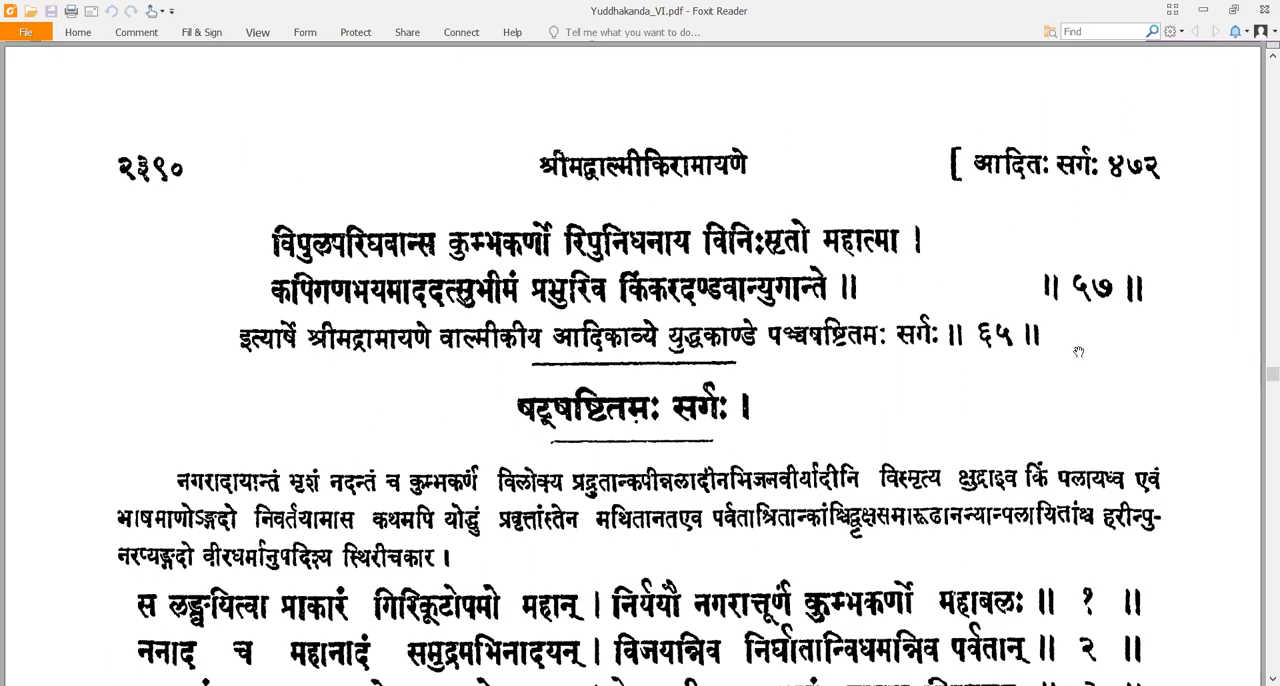 Yuddhakanda_VI.pdf - Foxit Reader
File Home Comment Fill & Sign View Form Protect Share Connect Help Tell me what you want to do... Find
२३९० श्रीमद्वाल्मीकिरामायणे [ आदितः सर्गः ४७२
विपुलपरिघवान्स कुम्भकर्णो रिपुनिधनाय विनिःसृतो महात्मा ।
कपिगणभयमाददत्सुभीमं प्रभुरिव किंकरदण्डवान्युगान्ते ॥ ॥ ५७ ॥
इत्यार्षे श्रीमद्रामायणे वाल्मीकीय आदिकाव्ये युद्धकाण्डे पञ्चषष्टितमः सर्गः ॥ ६५ ॥
षट्षष्टितमः सर्गः ।
नगरादायान्तं भृशं नदन्तं च कुम्भकर्णं विलोक्य प्रद्रुतान्कपीन्नलादीनभिजनवीर्यादीनि विस्मृत्य क्षुद्राइव किं पलायध्व एवं
भाषमाणोऽङ्गदो निवर्तयामास कथमपि योद्धुं प्रवृत्तांस्तेन मथितानतएव पर्वताश्रितान्कांश्चिद्वृक्षसमारूढानन्यान्पलायितांश्च हरीन्पु-
नरप्यङ्गदो वीरधर्मानुपदिश्य स्थिरीचकार ।
स लङ्घयित्वा प्राकारं गिरिकूटोपमो महान् । निर्ययौ नगरात्तूर्णं कुम्भकर्णो महाबलः ॥ १ ॥
ननाद च महानादं समुद्रमभिनादयन् । विजयन्निव निर्घातान्विधमन्निव पर्वतान् ॥ २ ॥